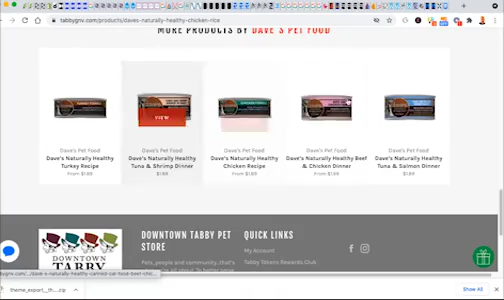 tabbygnv.com/products/daves-naturally-healthy-chicken-rice
MORE PRODUCTS BY DAVE'S PET FOOD
VIEW
Dave's Pet Food
Dave's Naturally Healthy
Turkey Recipe
From $1.89
Dave's Pet Food
Dave's Naturally Healthy
Tuna & Shrimp Dinner
$1.89
Dave's Pet Food
Dave's Naturally Healthy
Chicken Recipe
From $1.89
Dave's Pet Food
Dave's Naturally Healthy Beef
& Chicken Dinner
$1.89
Dave's Pet Food
Dave's Naturally Healthy
Tuna & Salmon Dinner
From $1.89
DOWNTOWN
TABBY
DOWNTOWN TABBY PET
STORE
Pets, people and community, that's
QUICK LINKS
My Account
Tabby Tokens Rewards Club
theme_export__th....zip
Show All